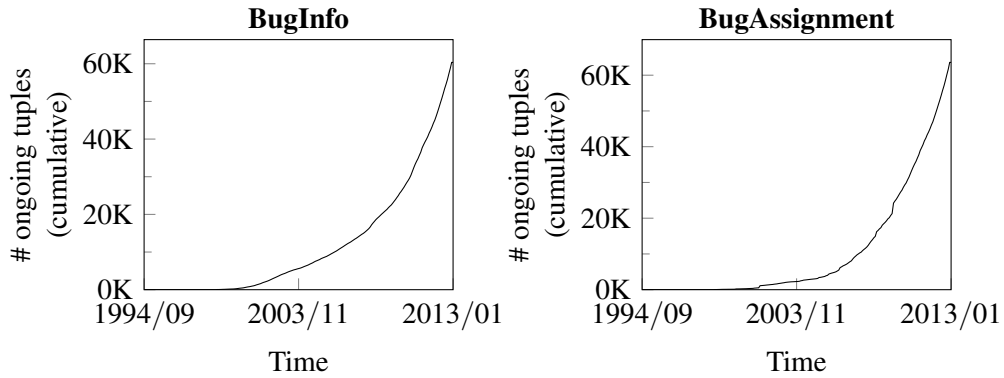 BugInfo
# ongoing tuples
(cumulative)
60K
40K
20K
0K
1994/09
2003/11
2013/01
Time
BugAssignment
# ongoing tuples
(cumulative)
60K
40K
20K
0K
1994/09
2003/11
2013/01
Time